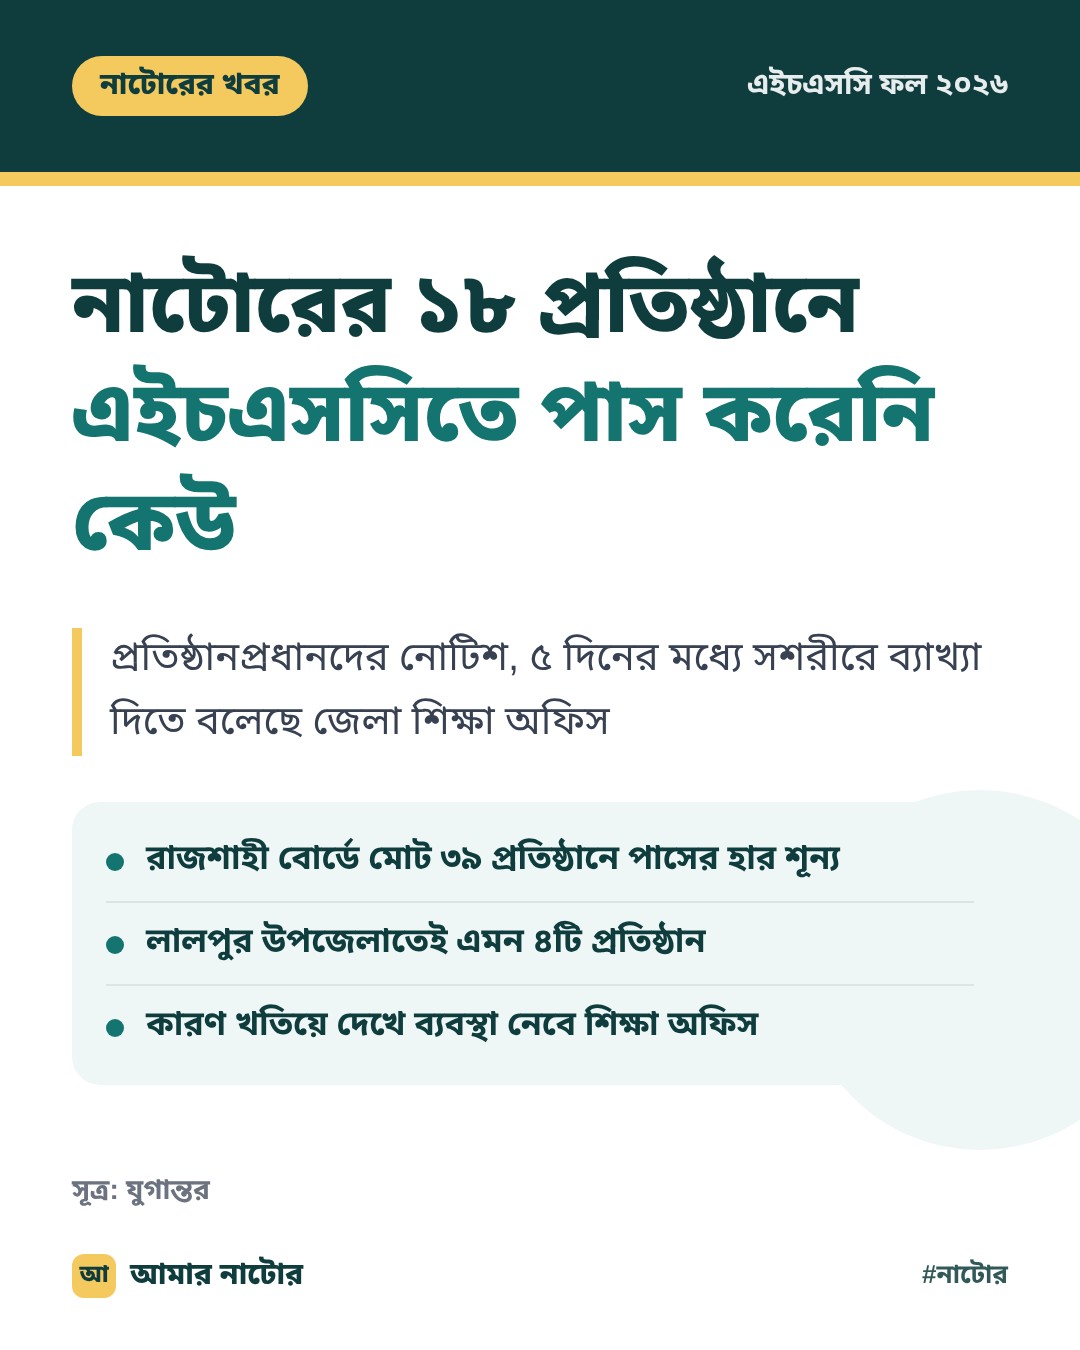 নাটোরের খবর
এইচএসসি ফল ২০২৬
নাটোরের ১৮ প্রতিষ্ঠানে
এইচএসসিতে পাস করেনি
কেউ
প্রতিষ্ঠানপ্রধানদের নোটিশ, ৫ দিনের মধ্যে সশরীরে ব্যাখ্যা
দিতে বলেছে জেলা শিক্ষা অফিস
রাজশাহী বোর্ডে মোট ৩৯ প্রতিষ্ঠানে পাসের হার শূন্য
লালপুর উপজেলাতেই এমন ৪টি প্রতিষ্ঠান
কারণ খতিয়ে দেখে ব্যবস্থা নেবে শিক্ষা অফিস
সূত্র: যুগান্তর
আ আমার নাটোর
#নাটোর